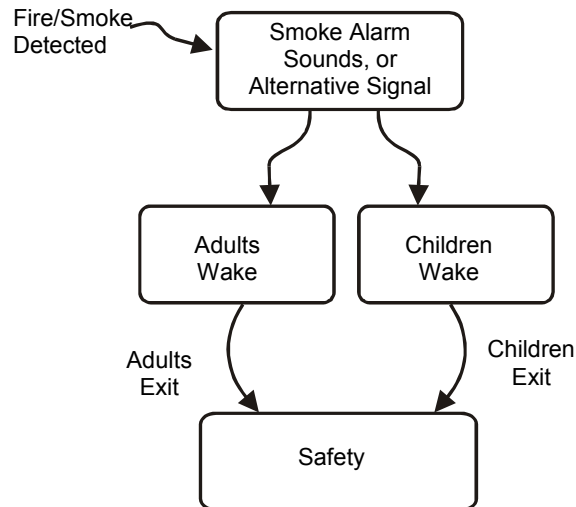 Fire/Smoke
Detected
Smoke Alarm
Sounds, or
Alternative Signal
Adults
Wake
Children
Wake
Adults
Exit
Children
Exit
Safety